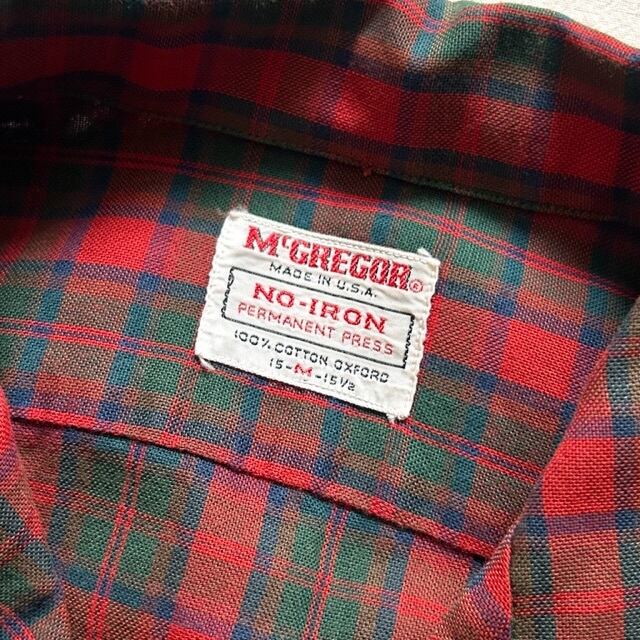 McGREGOR®
MADE IN U.S.A.
NO-IRON
PERMANENT PRESS
100% COTTON OXFORD
15-M-15½